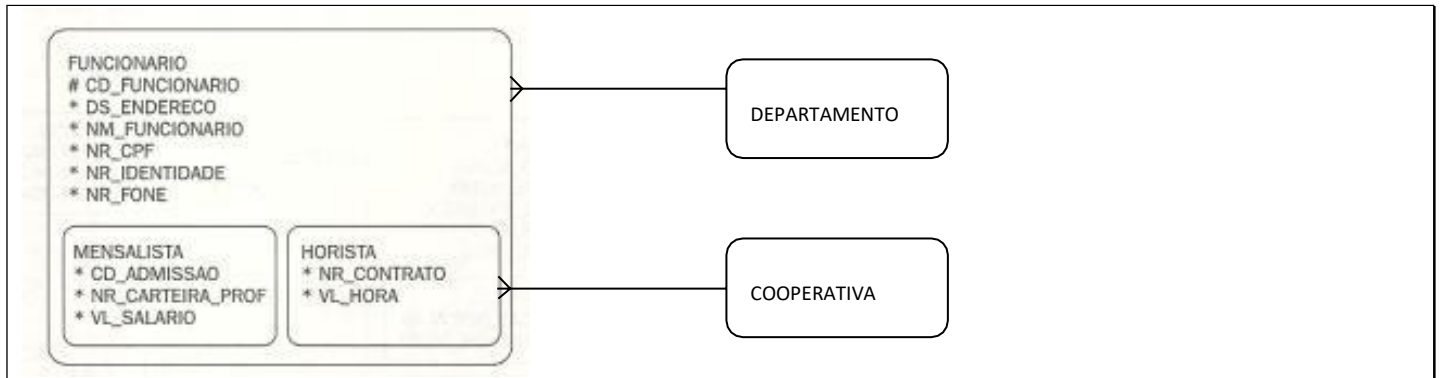 FUNCIONARIO
# CD_FUNCIONARIO
* DS_ENDERECO
* NM_FUNCIONARIO
* NR_CPF
* NR_IDENTIDADE
* NR_FONE
MENSALISTA
* CD_ADMISSAO
* NR_CARTEIRA_PROF
* VL_SALARIO
HORISTA
* NR_CONTRATO
* VL_HORA
DEPARTAMENTO
COOPERATIVA